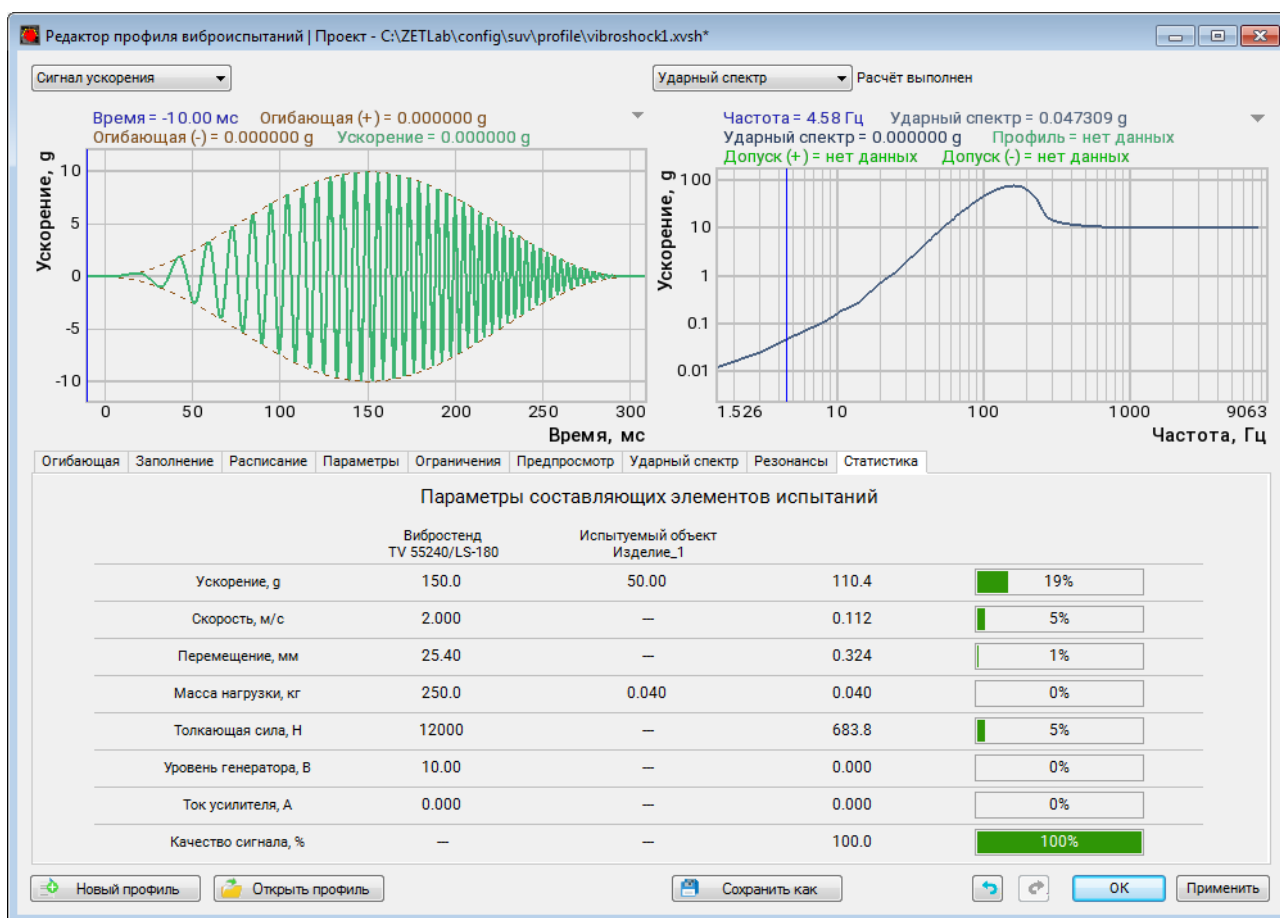 Редактор профиля виброиспытаний | Проект - C:\ZETLab\config\suv\profile\vibroshock1.xvsh*
Сигнал ускорения
Ударный спектр
Расчёт выполнен
Время = -10.00 мс Огибающая (+) = 0.000000 g
Огибающая (-) = 0.000000 g Ускорение = 0.000000 g
Ускорение, g
10
5
0
-5
-10
0 50 100 150 200 250 300
Время, мс
Частота = 4.58 Гц Ударный спектр = 0.047309 g
Ударный спектр = 0.000000 g Профиль = нет данных
Допуск (+) = нет данных Допуск (-) = нет данных
Ускорение, g
100
10
1
0.1
0.01
1.526 10 100 1000 9063
Частота, Гц
Огибающая Заполнение Расписание Параметры Ограничения Предпросмотр Ударный спектр Резонансы Статистика
Параметры составляющих элементов испытаний
Вибростенд
TV 55240/LS-180
Испытуемый объект
Изделие_1
Ускорение, g 150.0 50.00 110.4 19%
Скорость, м/с 2.000 — 0.112 5%
Перемещение, мм 25.40 — 0.324 1%
Масса нагрузки, кг 250.0 0.040 0.040 0%
Толкающая сила, Н 12000 — 683.8 5%
Уровень генератора, В 10.00 — 0.000 0%
Ток усилителя, А 0.000 — 0.000 0%
Качество сигнала, % — — 100.0 100%
Новый профиль Открыть профиль Сохранить как ОК Применить